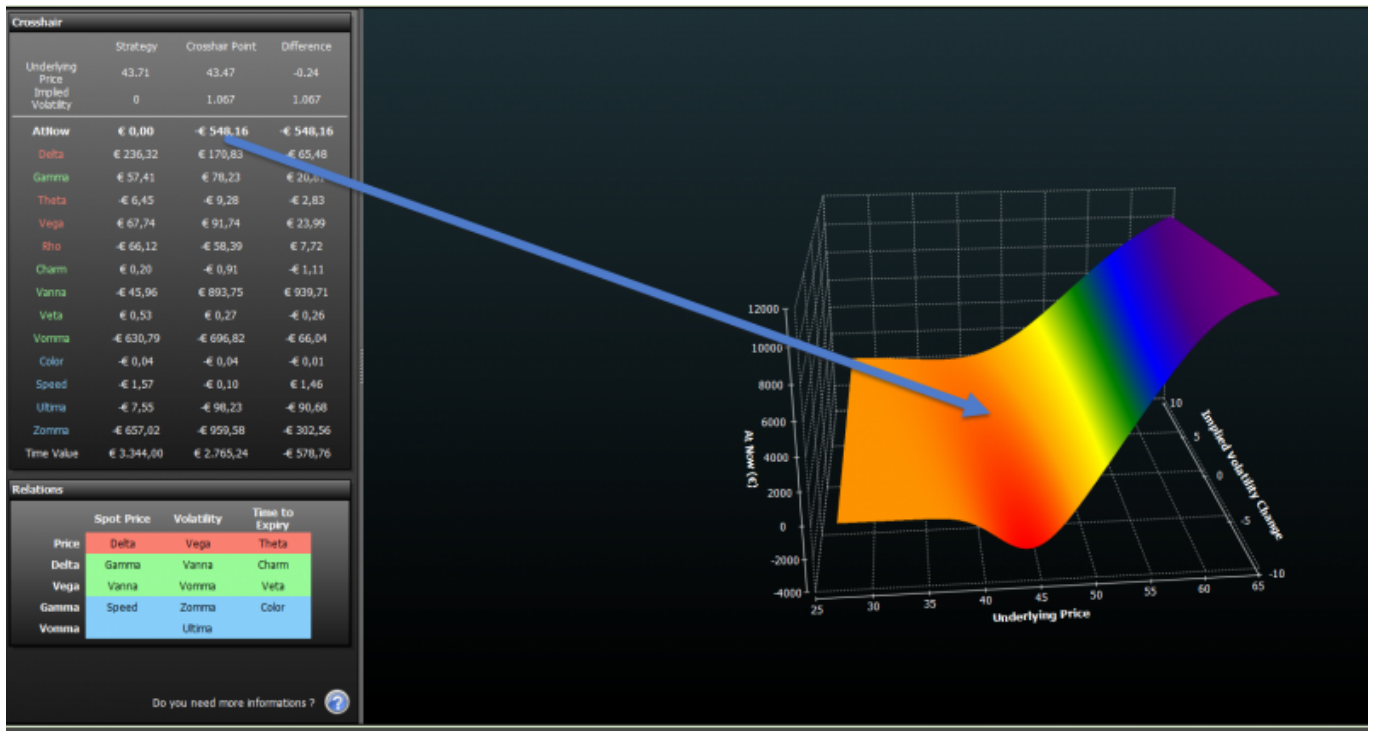 Crosshair
Strategy Crosshair Point Difference
Underlying Price 43.71 43.47 -0.24
Implied Volatility 0 1.067 1.067
AtNow € 0,00 -€ 548,16 -€ 548,16
Delta € 236,32 € 170,83 -€ 65,48
Gamma € 57,41 € 78,23 € 20,81
Theta -€ 6,45 -€ 9,28 -€ 2,83
Vega € 67,74 € 91,74 € 23,99
Rho -€ 66,12 -€ 58,39 € 7,72
Charm € 0,20 -€ 0,91 -€ 1,11
Vanna -€ 45,96 € 893,75 € 939,71
Veta € 0,53 € 0,27 -€ 0,26
Vomma -€ 630,79 -€ 696,82 -€ 66,04
Color -€ 0,04 -€ 0,04 -€ 0,01
Speed -€ 1,57 -€ 0,10 € 1,46
Ultima -€ 7,55 -€ 98,23 -€ 90,68
Zomma -€ 657,02 -€ 959,58 -€ 302,56
Time Value € 3.344,00 € 2.765,24 -€ 578,76
Relations
Spot Price Volatility Time to Expiry
Price Delta Vega Theta
Delta Gamma Vanna Charm
Vega Vanna Vomma Veta
Gamma Speed Zomma Color
Vomma Ultima
Do you need more informations ? ?
12000
10000
8000
6000
4000
2000
0
-2000
-4000
At Now (€)
25 30 35 40 45 50 55 60 65
Underlying Price
10
5
0
-5
-10
Implied Volatility Change